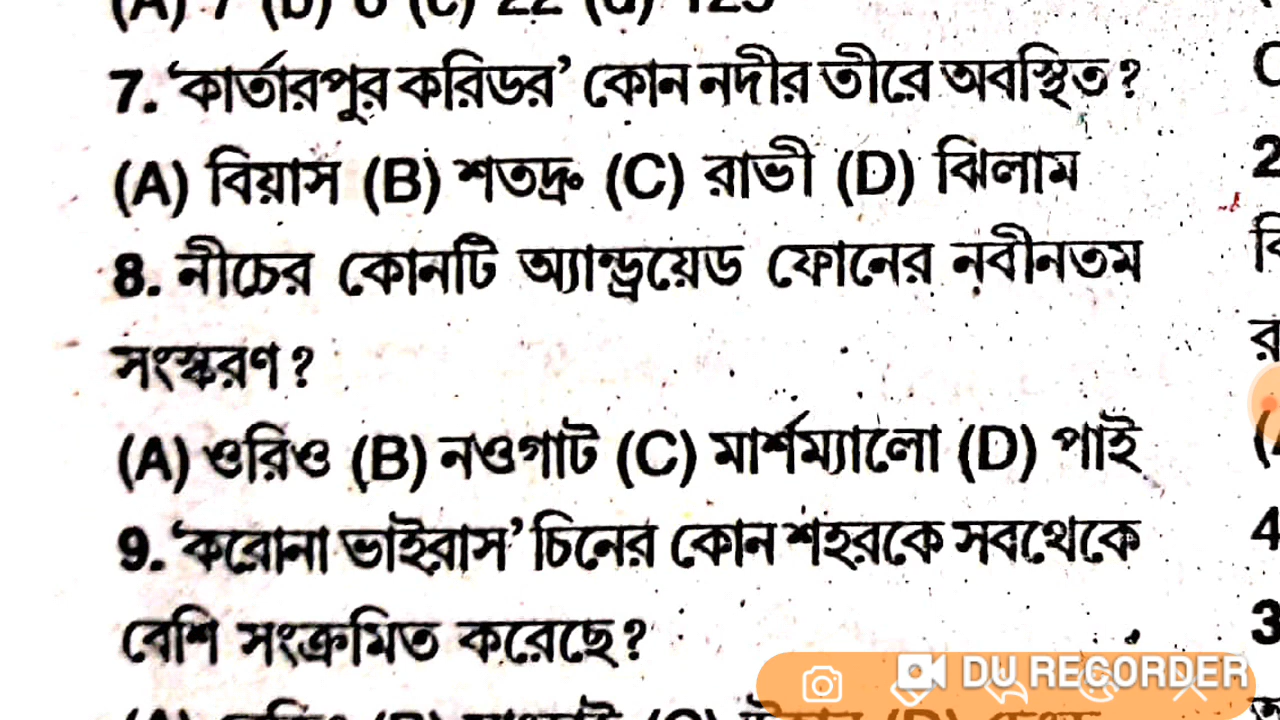 7. 'কার্তারপুর করিডর' কোন নদীর তীরে অবস্থিত?
(A) বিয়াস (B) শতদ্রু (C) রাভী (D) ঝিলাম
8. নীচের কোনটি অ্যান্ড্রয়েড ফোনের নবীনতম
সংস্করণ?
(A) ওরিও (B) নওগাট (C) মার্শম্যালো (D) পাই
9. 'করোনা ভাইরাস' চিনের কোন শহরকে সবথেকে
বেশি সংক্রমিত করেছে?
DU RECORDER